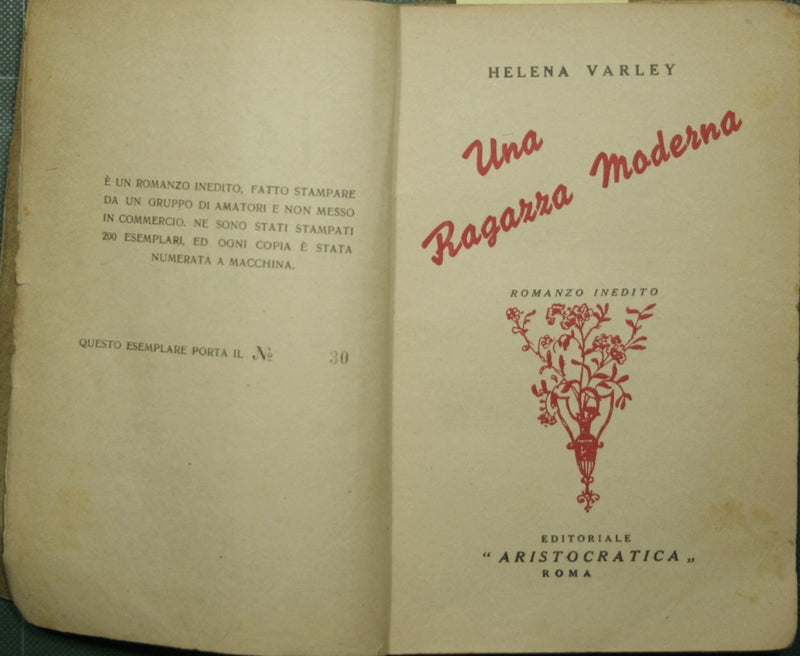 È UN ROMANZO INEDITO, FATTO STAMPARE
DA UN GRUPPO DI AMATORI E NON MESSO
IN COMMERCIO. NE SONO STATI STAMPATI
200 ESEMPLARI, ED OGNI COPIA È STATA
NUMERATA A MACCHINA.
QUESTO ESEMPLARE PORTA IL № 30
HELENA VARLEY
Una
Ragazza Moderna
ROMANZO INEDITO
EDITORIALE
“ ARISTOCRATICA „
ROMA